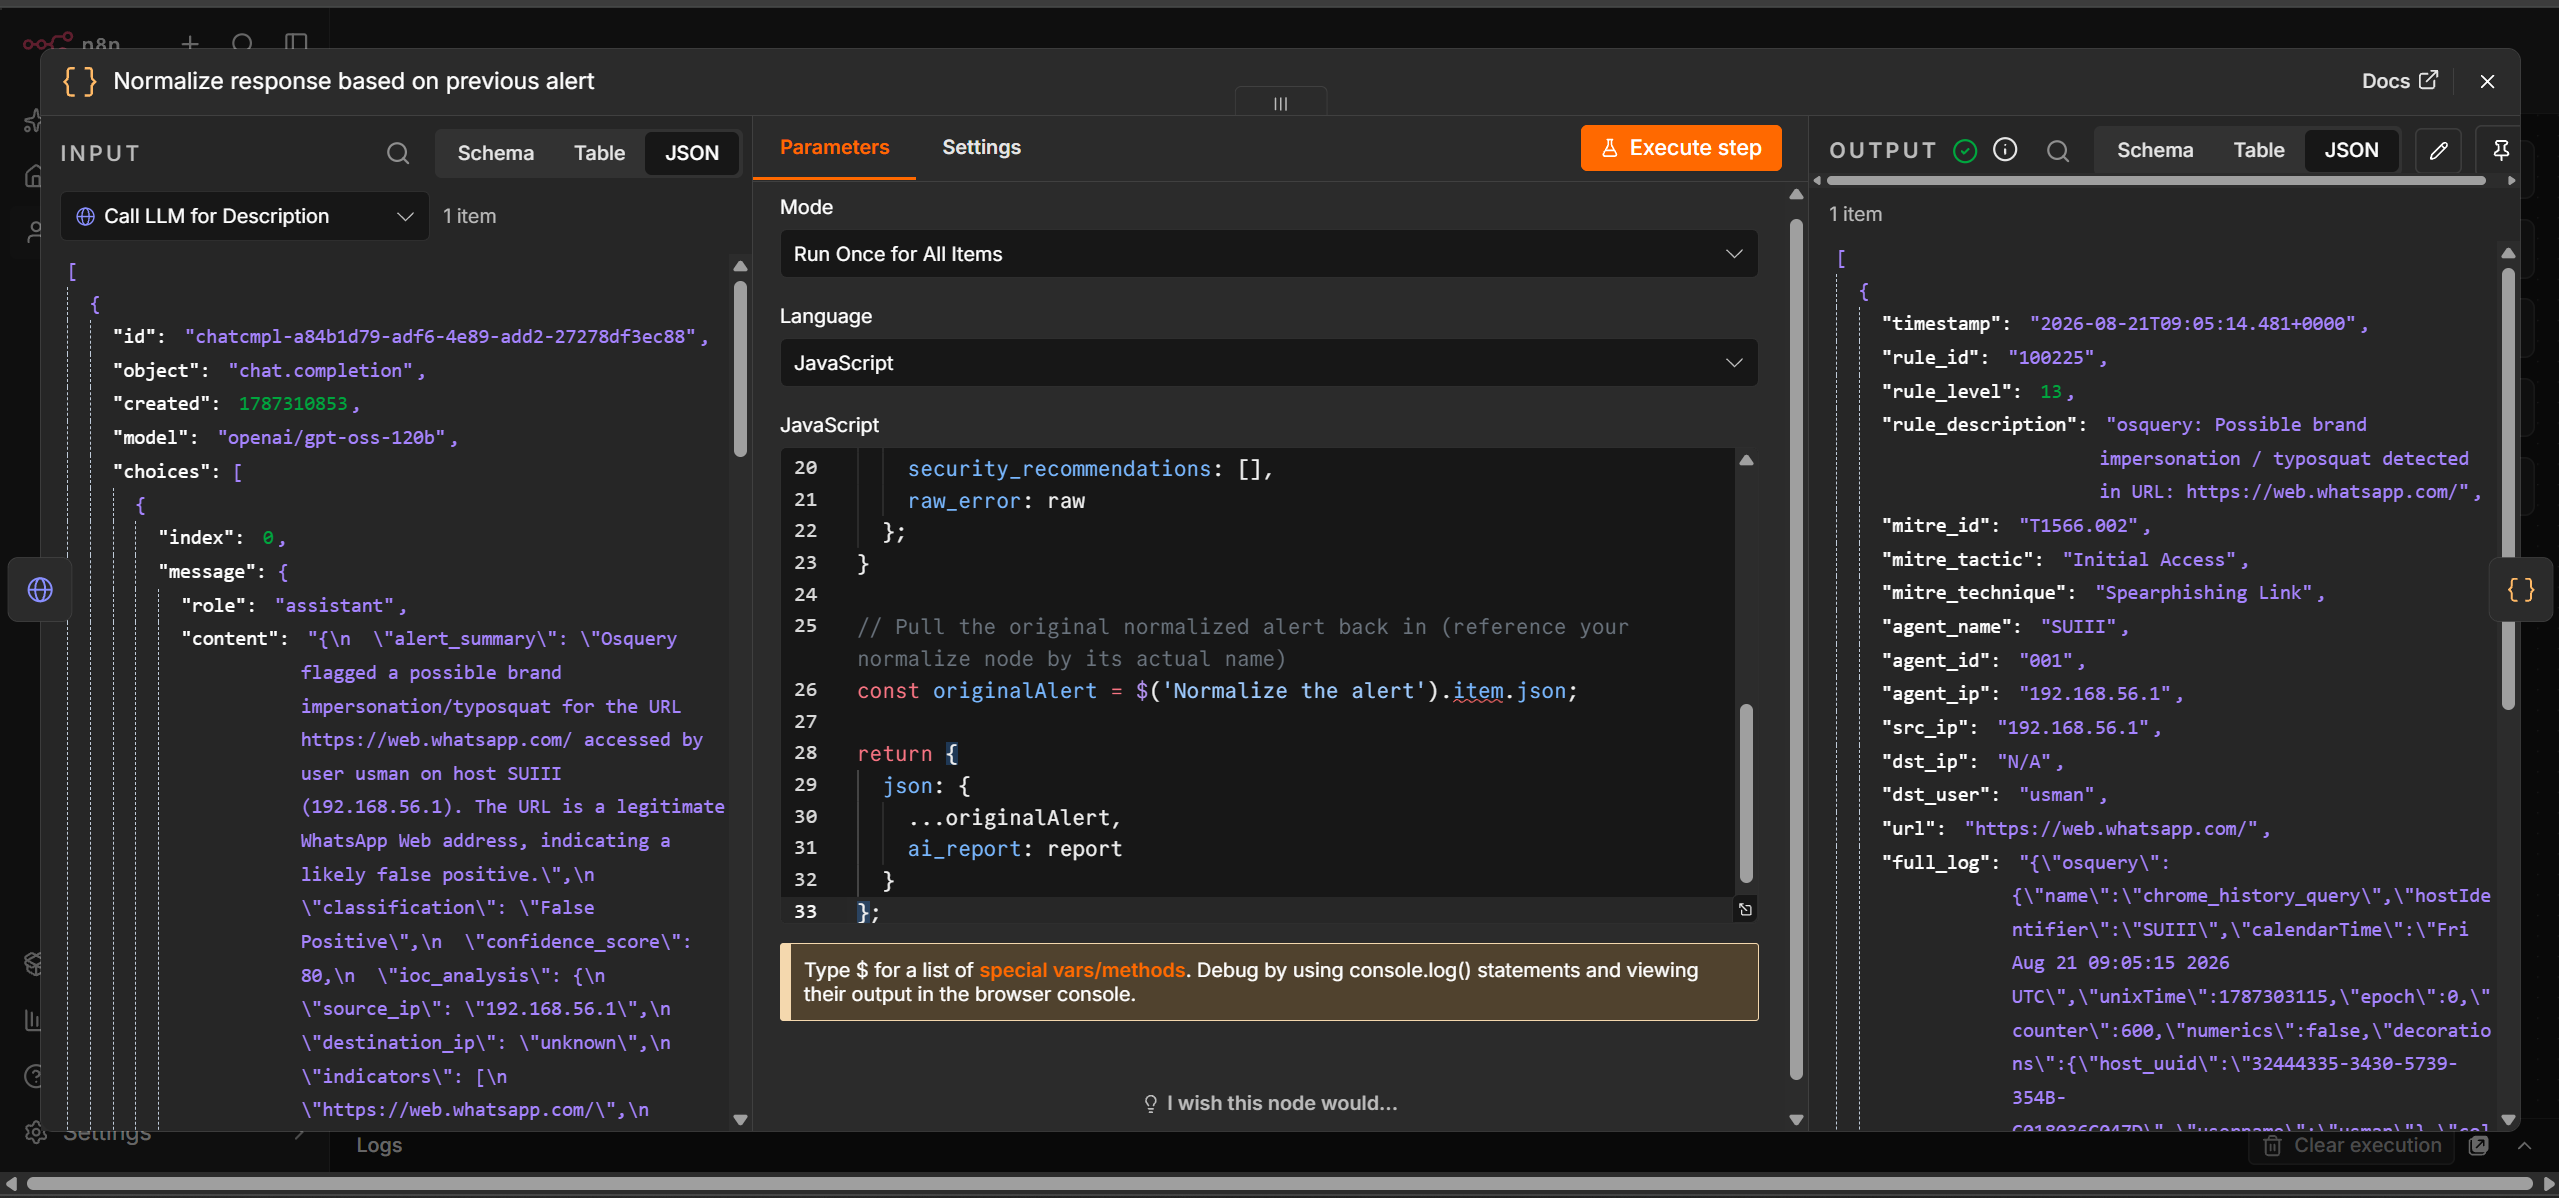 n8n
Normalize response based on previous alert
Docs
INPUT
Schema
Table
JSON
Call LLM for Description
1 item
[
{
"id": "chatcmpl-a84b1d79-adf6-4e89-add2-27278df3ec88",
"object": "chat.completion",
"created": 1787310853,
"model": "openai/gpt-oss-120b",
"choices": [
{
"index": 0,
"message": {
"role": "assistant",
"content": "{\n  \"alert_summary\": \"Osquery
flagged a possible brand
impersonation/typosquat for the URL
https://web.whatsapp.com/ accessed by
user usman on host SUIII
(192.168.56.1). The URL is a legitimate
WhatsApp Web address, indicating a
likely false positive.\",\n
\"classification\": \"False
Positive\",\n  \"confidence_score\":
80,\n  \"ioc_analysis\": {\n
\"source_ip\": \"192.168.56.1\",\n
\"destination_ip\": \"unknown\",\n
\"indicators\": [\n
\"https://web.whatsapp.com/\",\n
Parameters
Settings
Execute step
Mode
Run Once for All Items
Language
JavaScript
JavaScript
20 security_recommendations: [],
21 raw_error: raw
22 };
23 }
24
25 // Pull the original normalized alert back in (reference your
normalize node by its actual name)
26 const originalAlert = $('Normalize the alert').item.json;
27
28 return {
29 json: {
30 ...originalAlert,
31 ai_report: report
32 }
33 };
Type $ for a list of special vars/methods. Debug by using console.log() statements and viewing
their output in the browser console.
I wish this node would...
OUTPUT
Schema
Table
JSON
1 item
[
{
"timestamp": "2026-08-21T09:05:14.481+0000",
"rule_id": "100225",
"rule_level": 13,
"rule_description": "osquery: Possible brand
impersonation / typosquat detected
in URL: https://web.whatsapp.com/",
"mitre_id": "T1566.002",
"mitre_tactic": "Initial Access",
"mitre_technique": "Spearphishing Link",
"agent_name": "SUIII",
"agent_id": "001",
"agent_ip": "192.168.56.1",
"src_ip": "192.168.56.1",
"dst_ip": "N/A",
"dst_user": "usman",
"url": "https://web.whatsapp.com/",
"full_log": "{\"osquery\":
{\"name\":\"chrome_history_query\",\"hostIde
ntifier\":\"SUIII\",\"calendarTime\":\"Fri
Aug 21 09:05:15 2026
UTC\",\"unixTime\":1787303115,\"epoch\":0,\"
counter\":600,\"numerics\":false,\"decoratio
ns\":{\"host_uuid\":\"32444335-3430-5739-
354B-
Settings
Logs
Clear execution